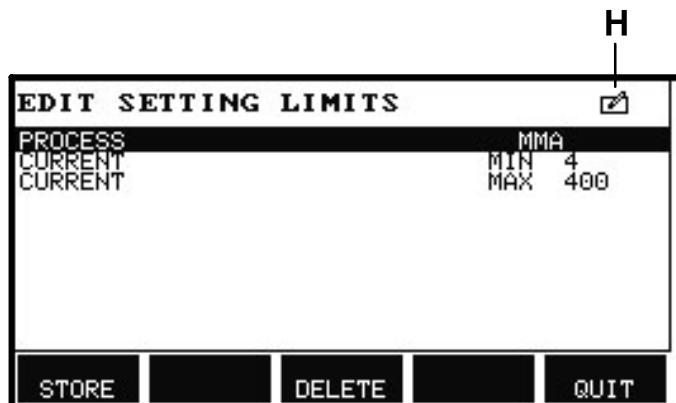 H
EDIT SETTING LIMITS
PROCESS MMA
CURRENT MIN 4
CURRENT MAX 400
STORE DELETE QUIT